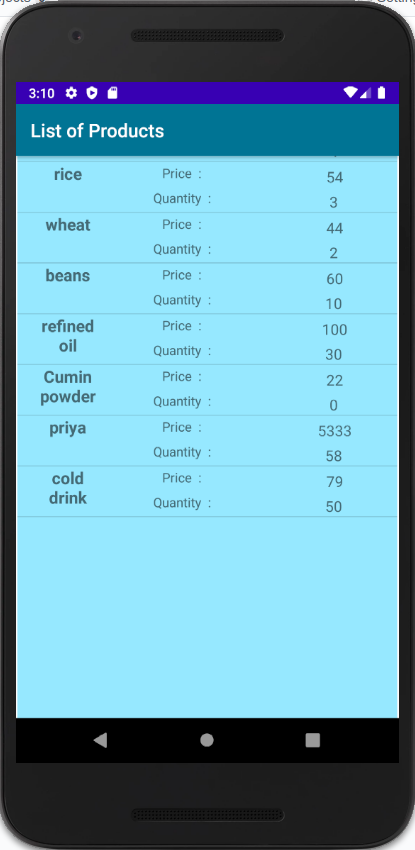 3:10
List of Products
rice Price : 54
Quantity : 3
wheat Price : 44
Quantity : 2
beans Price : 60
Quantity : 10
refined Price : 100
oil Quantity : 30
Cumin Price : 22
powder Quantity : 0
priya Price : 5333
Quantity : 58
cold Price : 79
drink Quantity : 50